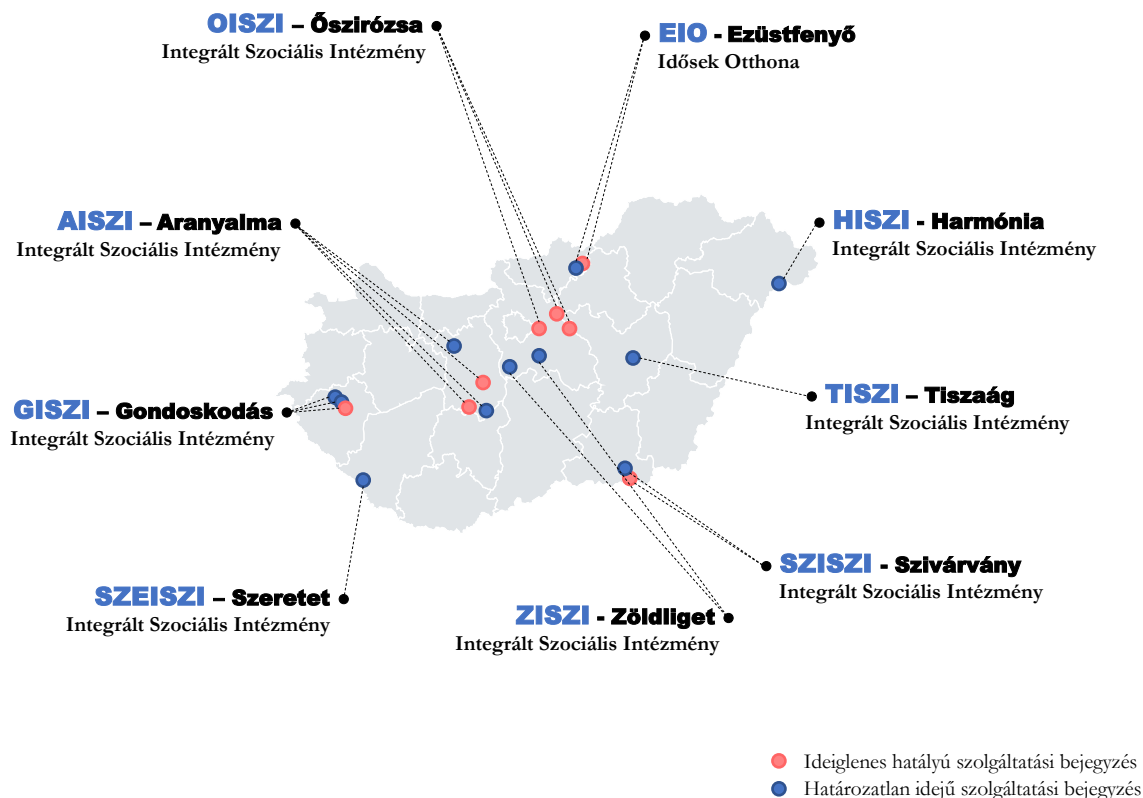 OISZI – Őszirózsa
Integrált Szociális Intézmény
EIO - Ezüstfenyő
Idősek Otthona
AISZI – Aranyalma
Integrált Szociális Intézmény
HISZI - Harmónia
Integrált Szociális Intézmény
GISZI – Gondoskodás
Integrált Szociális Intézmény
TISZI – Tiszaág
Integrált Szociális Intézmény
SZEISZI – Szeretet
Integrált Szociális Intézmény
ZISZI - Zöldliget
Integrált Szociális Intézmény
SZISZI - Szivárvány
Integrált Szociális Intézmény
Ideiglenes hatályú szolgáltatási bejegyzés
Határozatlan idejű szolgáltatási bejegyzés